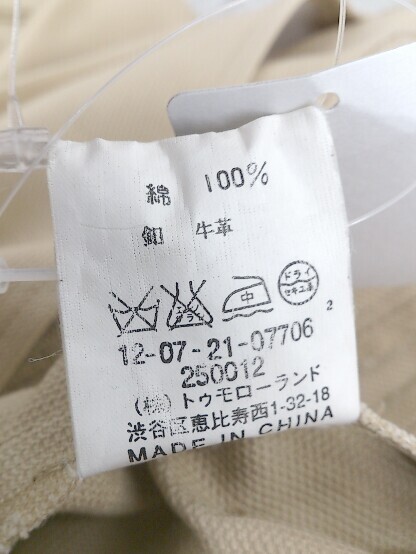 綿 100%
釦 牛革
中 ドライ
セキユ系
2
12-07-21-07706
250012
(株)トゥモローランド
渋谷区恵比寿西1-32-18
MADE IN CHINA